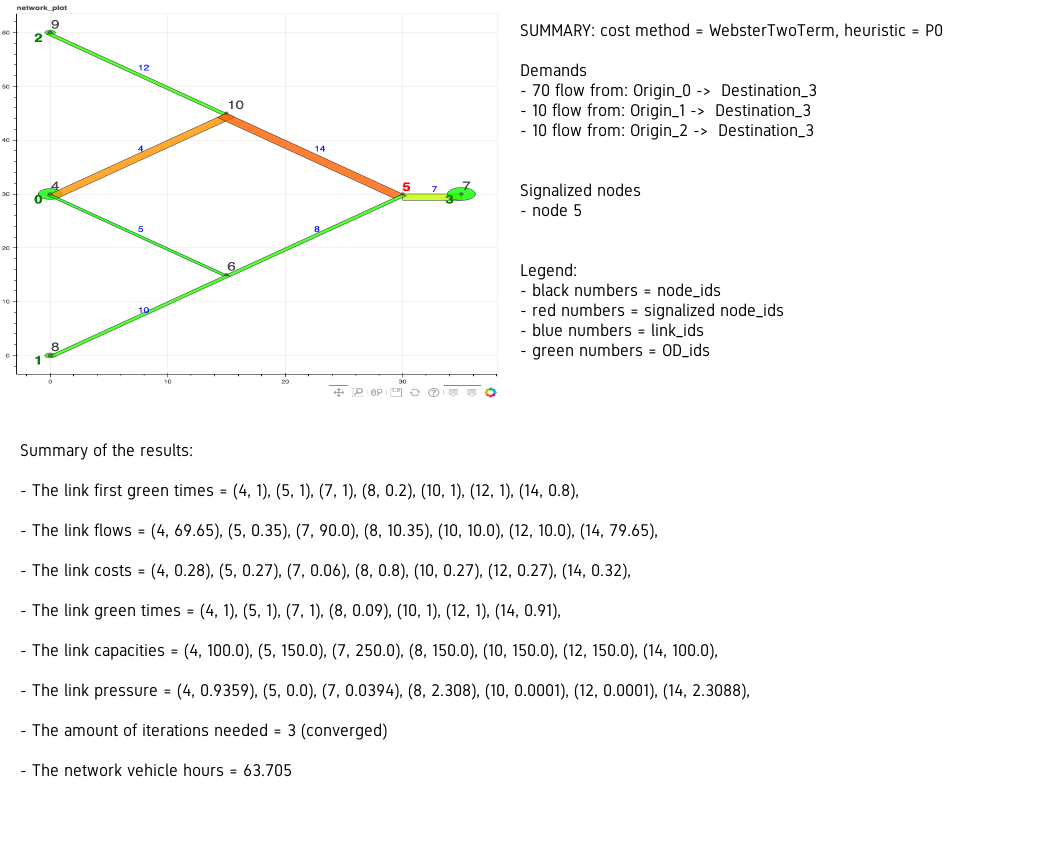 network_plot
60
50
40
30
20
10
0
0
10
20
30
9
2
12
10
4
14
4
0
5
7
7
3
5
8
6
10
8
1
SUMMARY: cost method = WebsterTwoTerm, heuristic = P0
Demands
- 70 flow from: Origin_0 -> Destination_3
- 10 flow from: Origin_1 -> Destination_3
- 10 flow from: Origin_2 -> Destination_3
Signalized nodes
- node 5
Legend:
- black numbers = node_ids
- red numbers = signalized node_ids
- blue numbers = link_ids
- green numbers = OD_ids
Summary of the results:
- The link first green times = (4, 1), (5, 1), (7, 1), (8, 0.2), (10, 1), (12, 1), (14, 0.8),
- The link flows = (4, 69.65), (5, 0.35), (7, 90.0), (8, 10.35), (10, 10.0), (12, 10.0), (14, 79.65),
- The link costs = (4, 0.28), (5, 0.27), (7, 0.06), (8, 0.8), (10, 0.27), (12, 0.27), (14, 0.32),
- The link green times = (4, 1), (5, 1), (7, 1), (8, 0.09), (10, 1), (12, 1), (14, 0.91),
- The link capacities = (4, 100.0), (5, 150.0), (7, 250.0), (8, 150.0), (10, 150.0), (12, 150.0), (14, 100.0),
- The link pressure = (4, 0.9359), (5, 0.0), (7, 0.0394), (8, 2.308), (10, 0.0001), (12, 0.0001), (14, 2.3088),
- The amount of iterations needed = 3 (converged)
- The network vehicle hours = 63.705